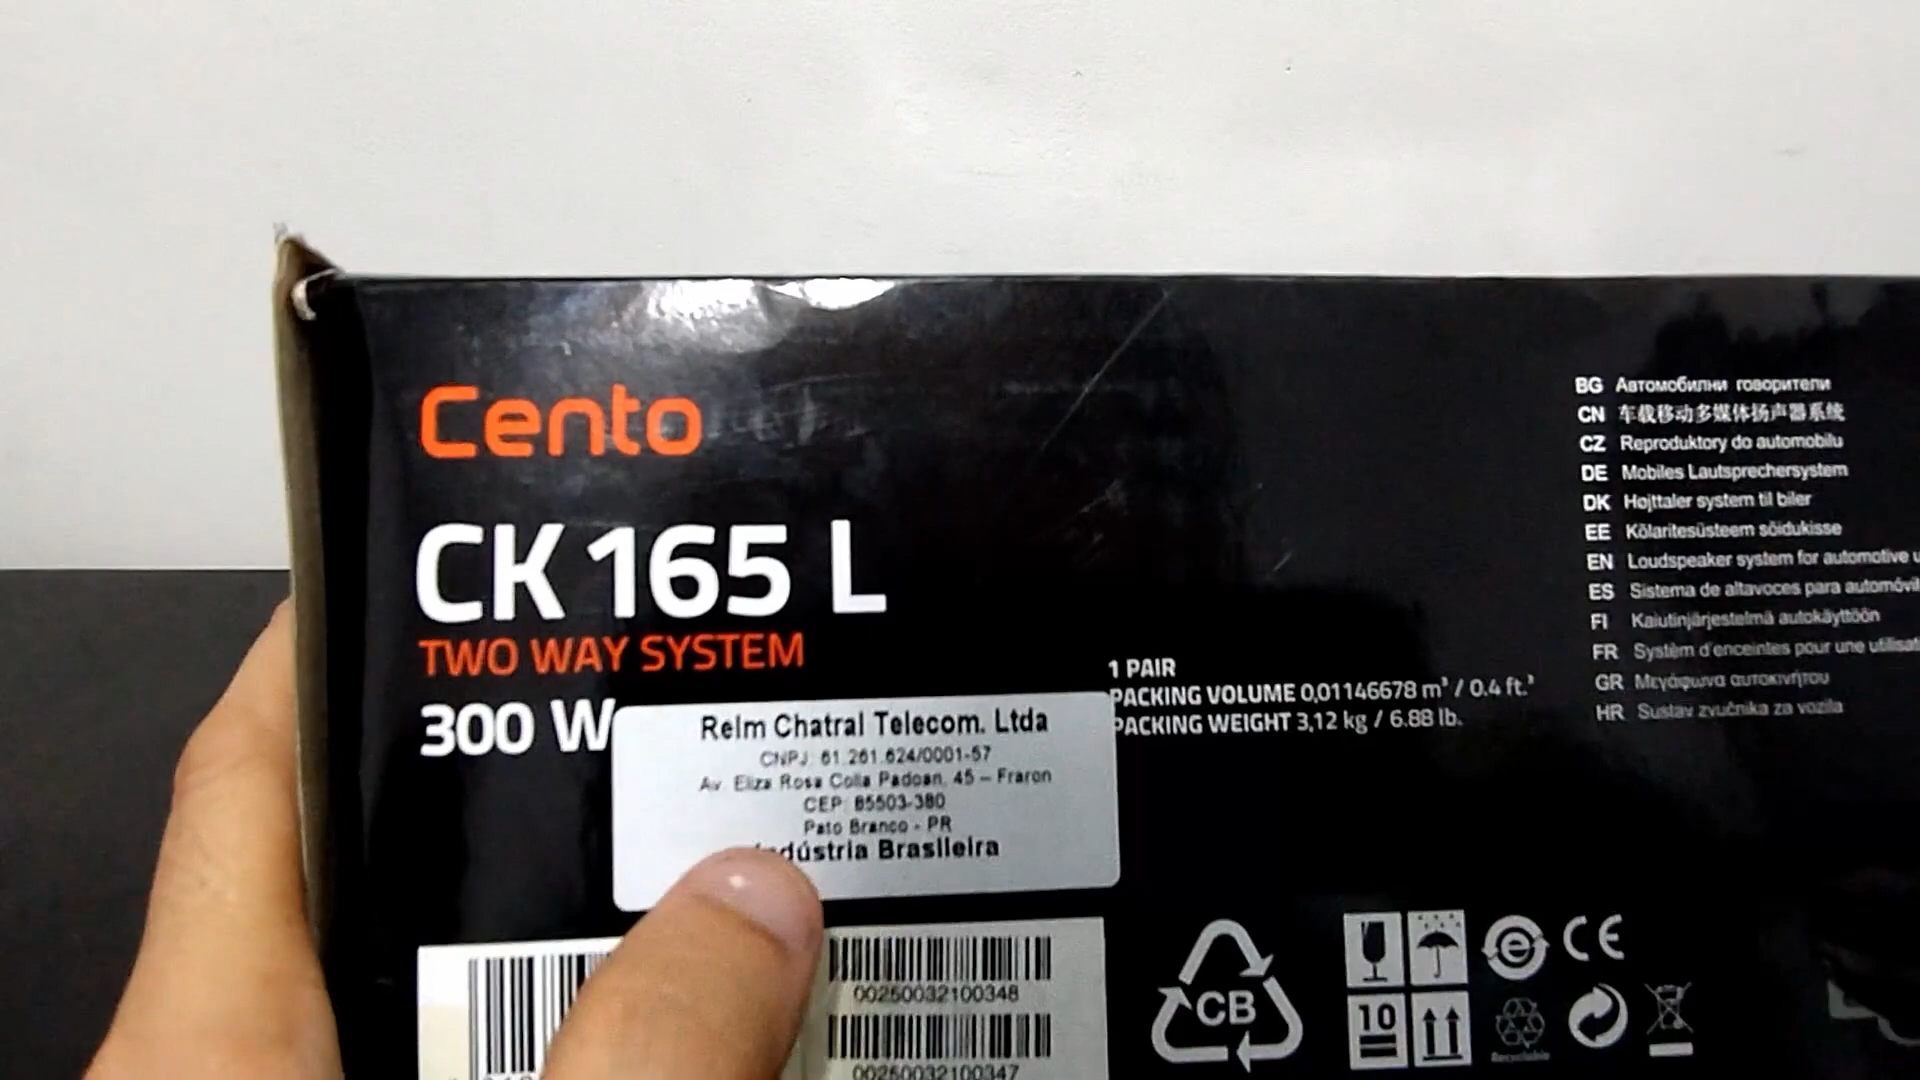 Cento
CK 165 L
TWO WAY SYSTEM
300 W
1 PAIR
PACKING VOLUME 0,01146678 m³ / 0.4 ft.³
PACKING WEIGHT 3,12 kg / 6.88 lb.
Relm Chatral Telecom. Ltda
CNPJ: 61.261.624/0001-57
Av. Eliza Rosa Colla Padoan, 45 – Fraron
CEP: 85503-380
Pato Branco - PR
Indústria Brasileira
00250032100348
00250032100347
BG Автомобилни говорители
CN 车载移动多媒体扬声器系统
CZ Reproduktory do automobilu
DE Mobiles Lautsprechersystem
DK Højttaler system til biler
EE Kõlaritesüsteem sõidukisse
EN Loudspeaker system for automotive
ES Sistema de altavoces para
FI Kaiutinjärjestelmä autokäyttöön
FR Systèm d'enceintes pour une
GR Μεγάφωνα αυτοκινήτου
HR Sustav zvučnika za vozila
CB
e
CE
10
Recyclable